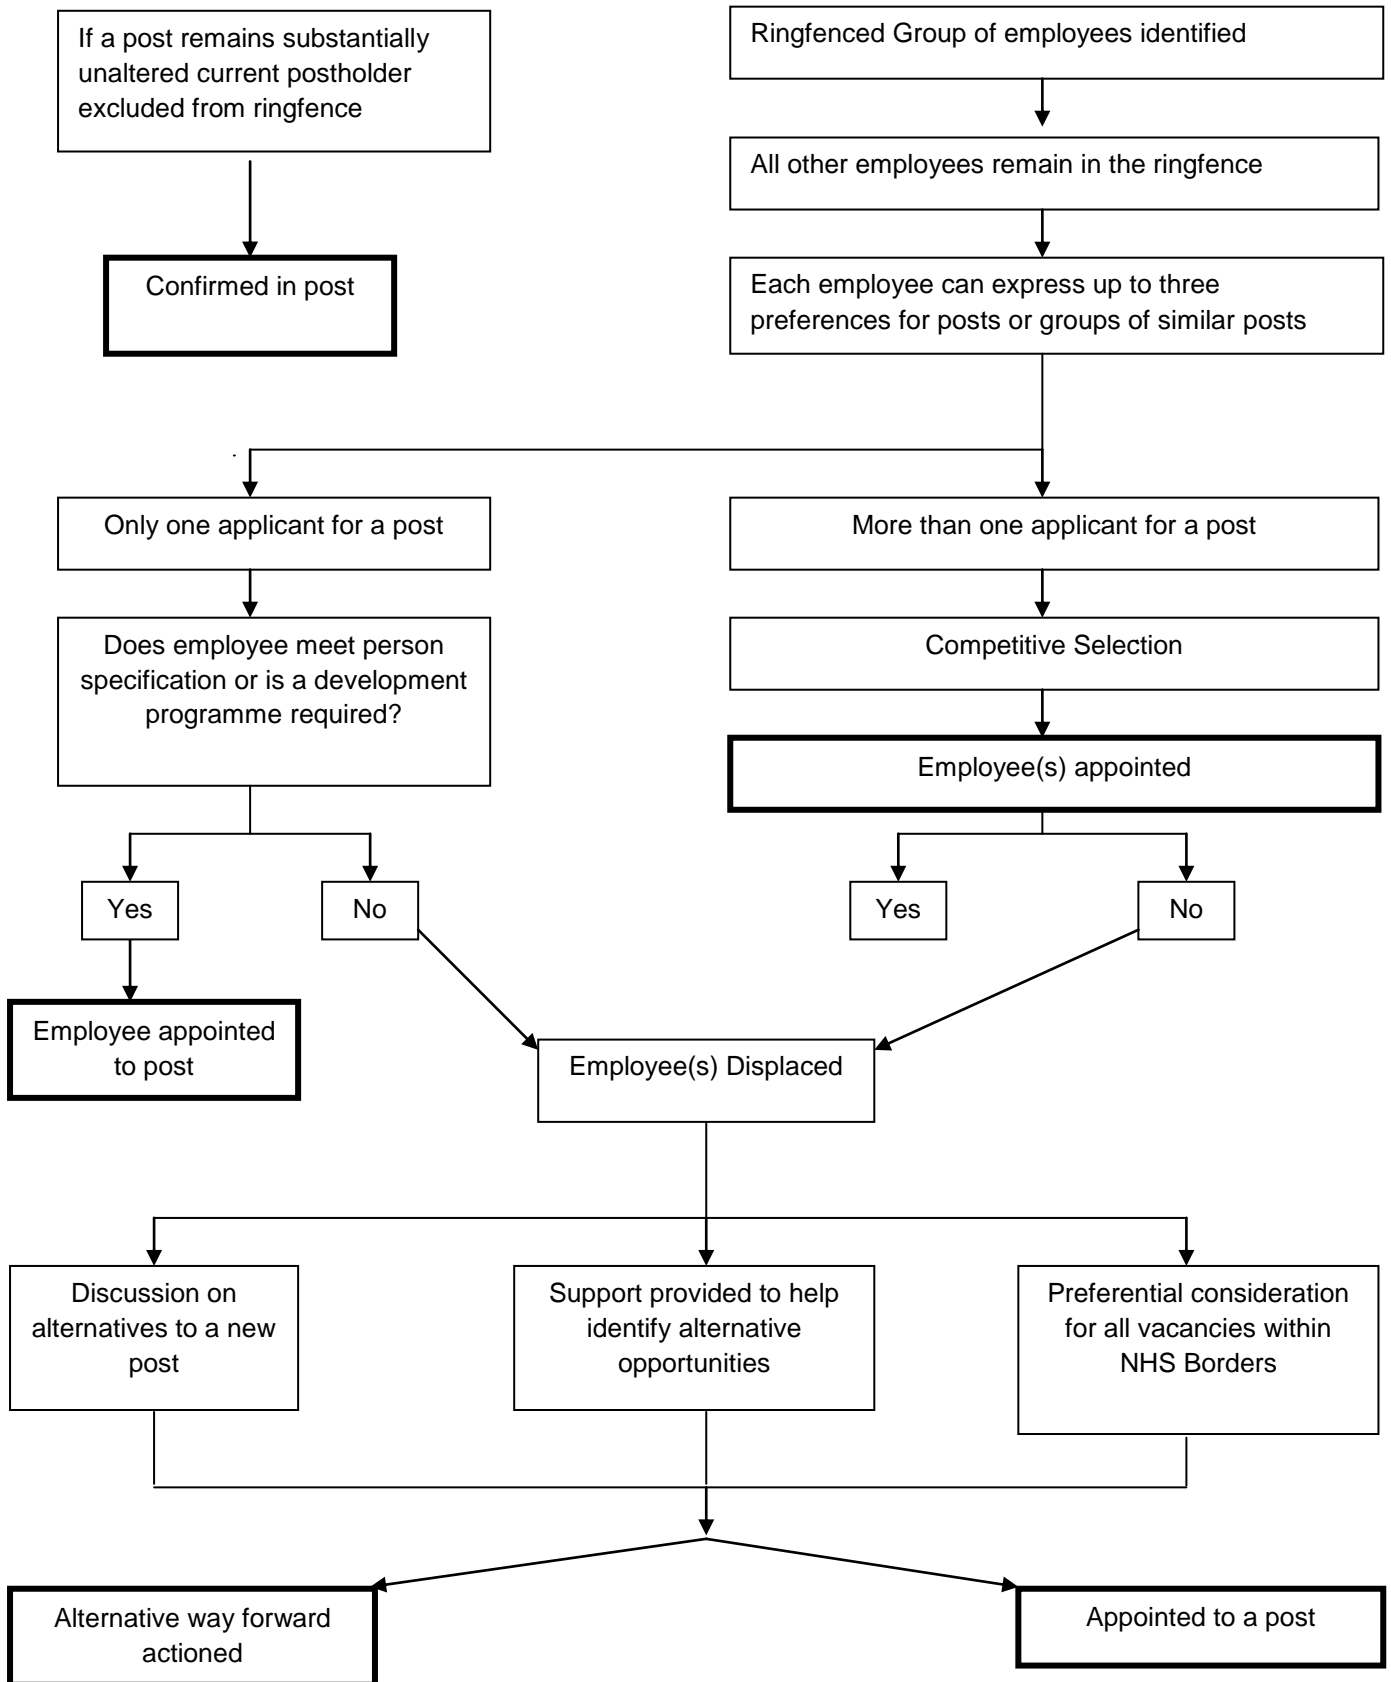 If a post remains substantially
unaltered current postholder
excluded from ringfence
Ringfenced Group of employees identified
All other employees remain in the ringfence
Confirmed in post
Each employee can express up to three
preferences for posts or groups of similar posts
Only one applicant for a post
More than one applicant for a post
Does employee meet person
specification or is a development
programme required?
Competitive Selection
Employee(s) appointed
Yes
No
Yes
No
Employee appointed
to post
Employee(s) Displaced
Discussion on
alternatives to a new
post
Support provided to help
identify alternative
opportunities
Preferential consideration
for all vacancies within
NHS Borders
Alternative way forward
actioned
Appointed to a post